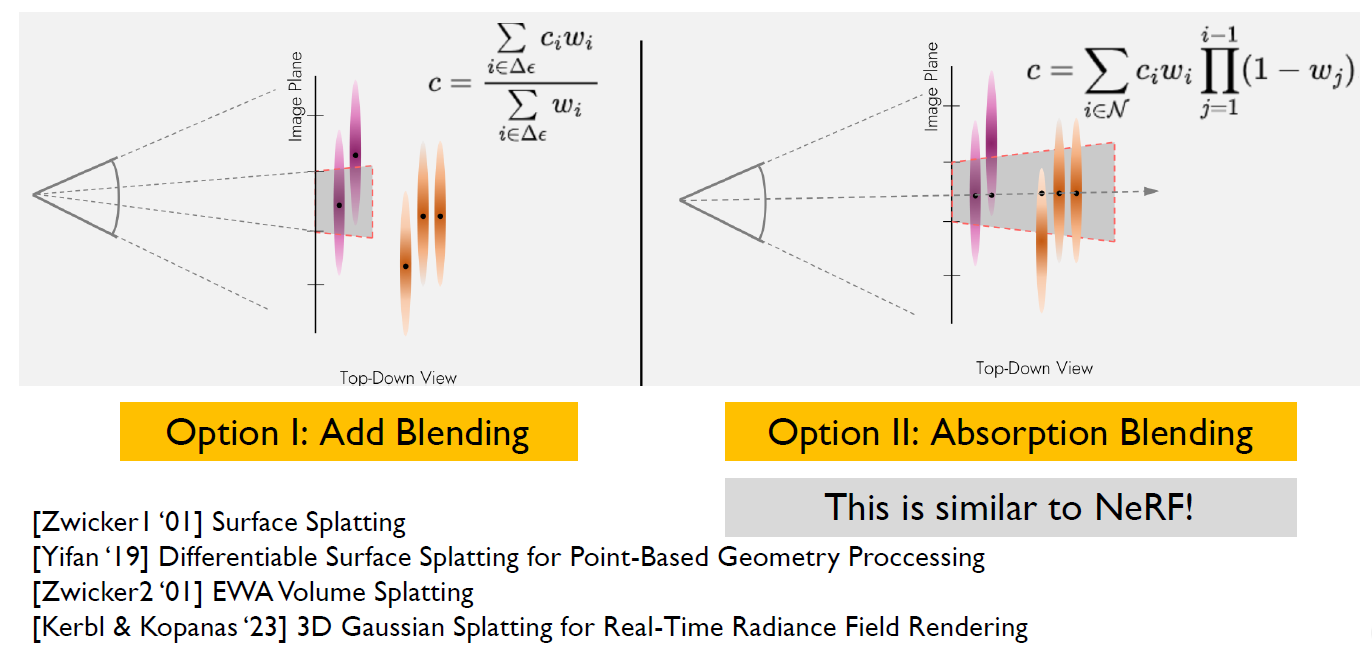 Image Plane
c = \frac{\sum_{i \in \Delta\epsilon} c_i w_i}{\sum_{i \in \Delta\epsilon} w_i}
Top-Down View
Image Plane
c = \sum_{i \in \mathcal{N}} c_i w_i \prod_{j=1}^{i-1} (1 - w_j)
Top-Down View
Option I: Add Blending
Option II: Absorption Blending
This is similar to NeRF!
[Zwicker1 ‘01] Surface Splatting
[Yifan ‘19] Differentiable Surface Splatting for Point-Based Geometry Proccessing
[Zwicker2 ‘01] EWA Volume Splatting
[Kerbl & Kopanas ‘23] 3D Gaussian Splatting for Real-Time Radiance Field Rendering